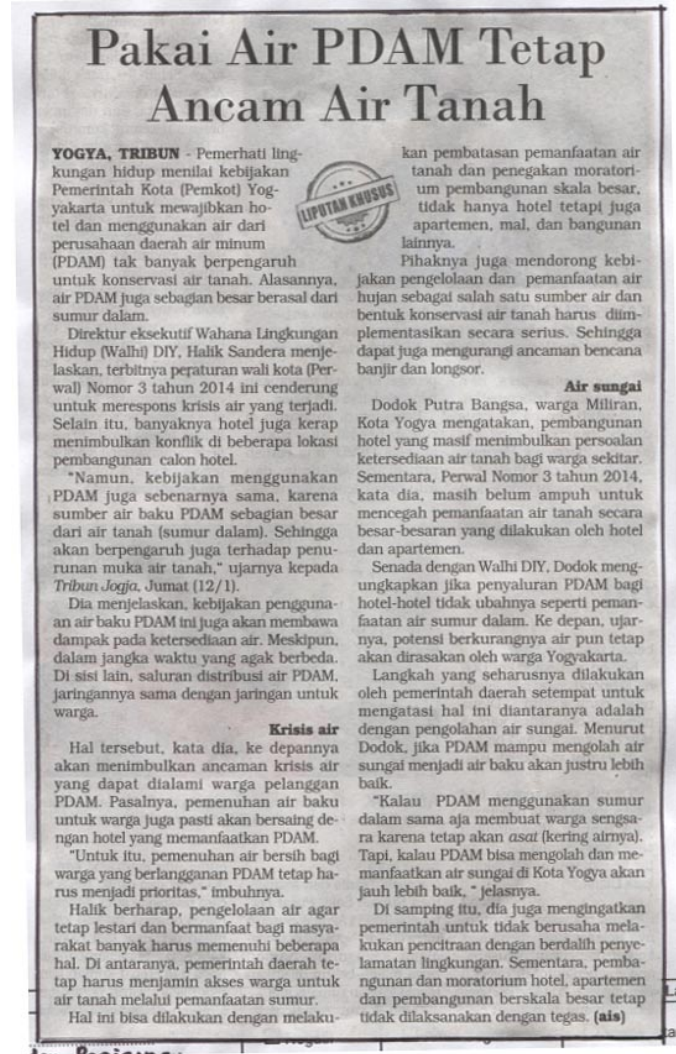 Pakai Air PDAM Tetap
Ancam Air Tanah
YOGYA, TRIBUN - Pemerhati ling-
kungan hidup menilai kebijakan
Pemerintah Kota (Pemkot) Yog-
yakarta untuk mewajibkan ho-
tel dan menggunakan air dari
perusahaan daerah air minum
(PDAM) tak banyak berpengaruh
untuk konservasi air tanah. Alasannya,
air PDAM juga sebagian besar berasal dari
sumur dalam.
Direktur eksekutif Wahana Lingkungan
Hidup (Walhi) DIY, Halik Sandera menje-
laskan, terbitnya peraturan wali kota (Per-
wal) Nomor 3 tahun 2014 ini cenderung
untuk merespons krisis air yang terjadi.
Selain itu, banyaknya hotel juga kerap
menimbulkan konflik di beberapa lokasi
pembangunan calon hotel.
"Namun, kebijakan menggunakan
PDAM juga sebenarnya sama, karena
sumber air baku PDAM sebagian besar
dari air tanah (sumur dalam). Sehingga
akan berpengaruh juga terhadap penu-
runan muka air tanah," ujarnya kepada
Tribun Jogja, Jumat (12/1).
Dia menjelaskan, kebijakan pengguna-
an air baku PDAM ini juga akan membawa
dampak pada ketersediaan air. Meskipun,
dalam jangka waktu yang agak berbeda.
Di sisi lain, saluran distribusi air PDAM,
jaringannya sama dengan jaringan untuk
warga.
Krisis air
Hal tersebut, kata dia, ke depannya
akan menimbulkan ancaman krisis air
yang dapat dialami warga pelanggan
PDAM. Pasalnya, pemenuhan air baku
untuk warga juga pasti akan bersaing de-
ngan hotel yang memanfaatkan PDAM.
"Untuk itu, pemenuhan air bersih bagi
warga yang berlangganan PDAM tetap ha-
rus menjadi prioritas," imbuhnya.
Halik berharap, pengelolaan air agar
tetap lestari dan bermanfaat bagi masya-
rakat banyak harus memenuhi beberapa
hal. Di antaranya, pemerintah daerah te-
tap harus menjamin akses warga untuk
air tanah melalui pemanfaatan sumur.
Hal ini bisa dilakukan dengan melaku-
LIPUTAN KHUSUS
kan pembatasan pemanfaatan air
tanah dan penegakan moratori-
um pembangunan skala besar,
tidak hanya hotel tetapi juga
apartemen, mal, dan bangunan
lainnya.
Pihaknya juga mendorong kebi-
jakan pengelolaan dan pemanfaatan air
hujan sebagai salah satu sumber air dan
bentuk konservasi air tanah harus diim-
plementasikan secara serius. Sehingga
dapat juga mengurangi ancaman bencana
banjir dan longsor.
Air sungai
Dodok Putra Bangsa, warga Miliran,
Kota Yogya mengatakan, pembangunan
hotel yang masif menimbulkan persoalan
ketersediaan air tanah bagi warga sekitar.
Sementara, Perwal Nomor 3 tahun 2014,
kata dia, masih belum ampuh untuk
mencegah pemanfaatan air tanah secara
besar-besaran yang dilakukan oleh hotel
dan apartemen.
Senada dengan Walhi DIY, Dodok meng-
ungkapkan jika penyaluran PDAM bagi
hotel-hotel tidak ubahnya seperti peman-
faatan air sumur dalam. Ke depan, ujar-
nya, potensi berkurangnya air pun tetap
akan dirasakan oleh warga Yogyakarta.
Langkah yang seharusnya dilakukan
oleh pemerintah daerah setempat untuk
mengatasi hal ini diantaranya adalah
dengan pengolahan air sungai. Menurut
Dodok, jika PDAM mampu mengolah air
sungai menjadi air baku akan justru lebih
baik.
"Kalau PDAM menggunakan sumur
dalam sama aja membuat warga sengsa-
ra karena tetap akan asat (kering airnya).
Tapi, kalau PDAM bisa mengolah dan me-
manfaatkan air sungai di Kota Yogya akan
jauh lebih baik, " jelasnya.
Di samping itu, dia juga mengingatkan
pemerintah untuk tidak berusaha mela-
kukan pencitraan dengan berdalih penye-
lamatan lingkungan. Sementara, pemba-
ngunan dan moratorium hotel, apartemen
dan pembangunan berskala besar tetap
tidak dilaksanakan dengan tegas. (ais)